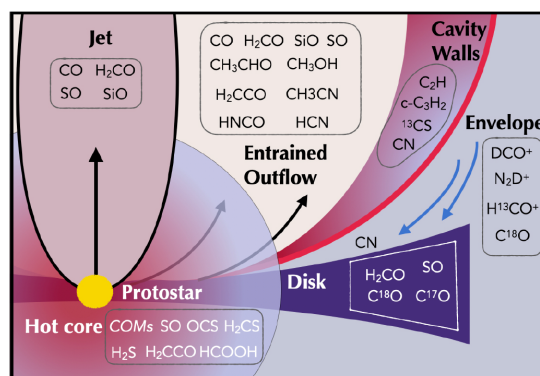 Jet
CO H₂CO
SO SiO
CO H₂CO SiO SO
CH₃CHO CH₃OH
H₂CCO CH3CN
HNCO HCN
Entrained
Outflow
Cavity
Walls
C₂H
c-C₃H₂
¹³CS
CN
Envelope
DCO⁺
N₂D⁺
H¹³CO⁺
C¹⁸O
CN
Disk
H₂CO SO
C¹⁸O C¹⁷O
Protostar
Hot core
COMs SO OCS H₂CS
H₂S H₂CCO HCOOH